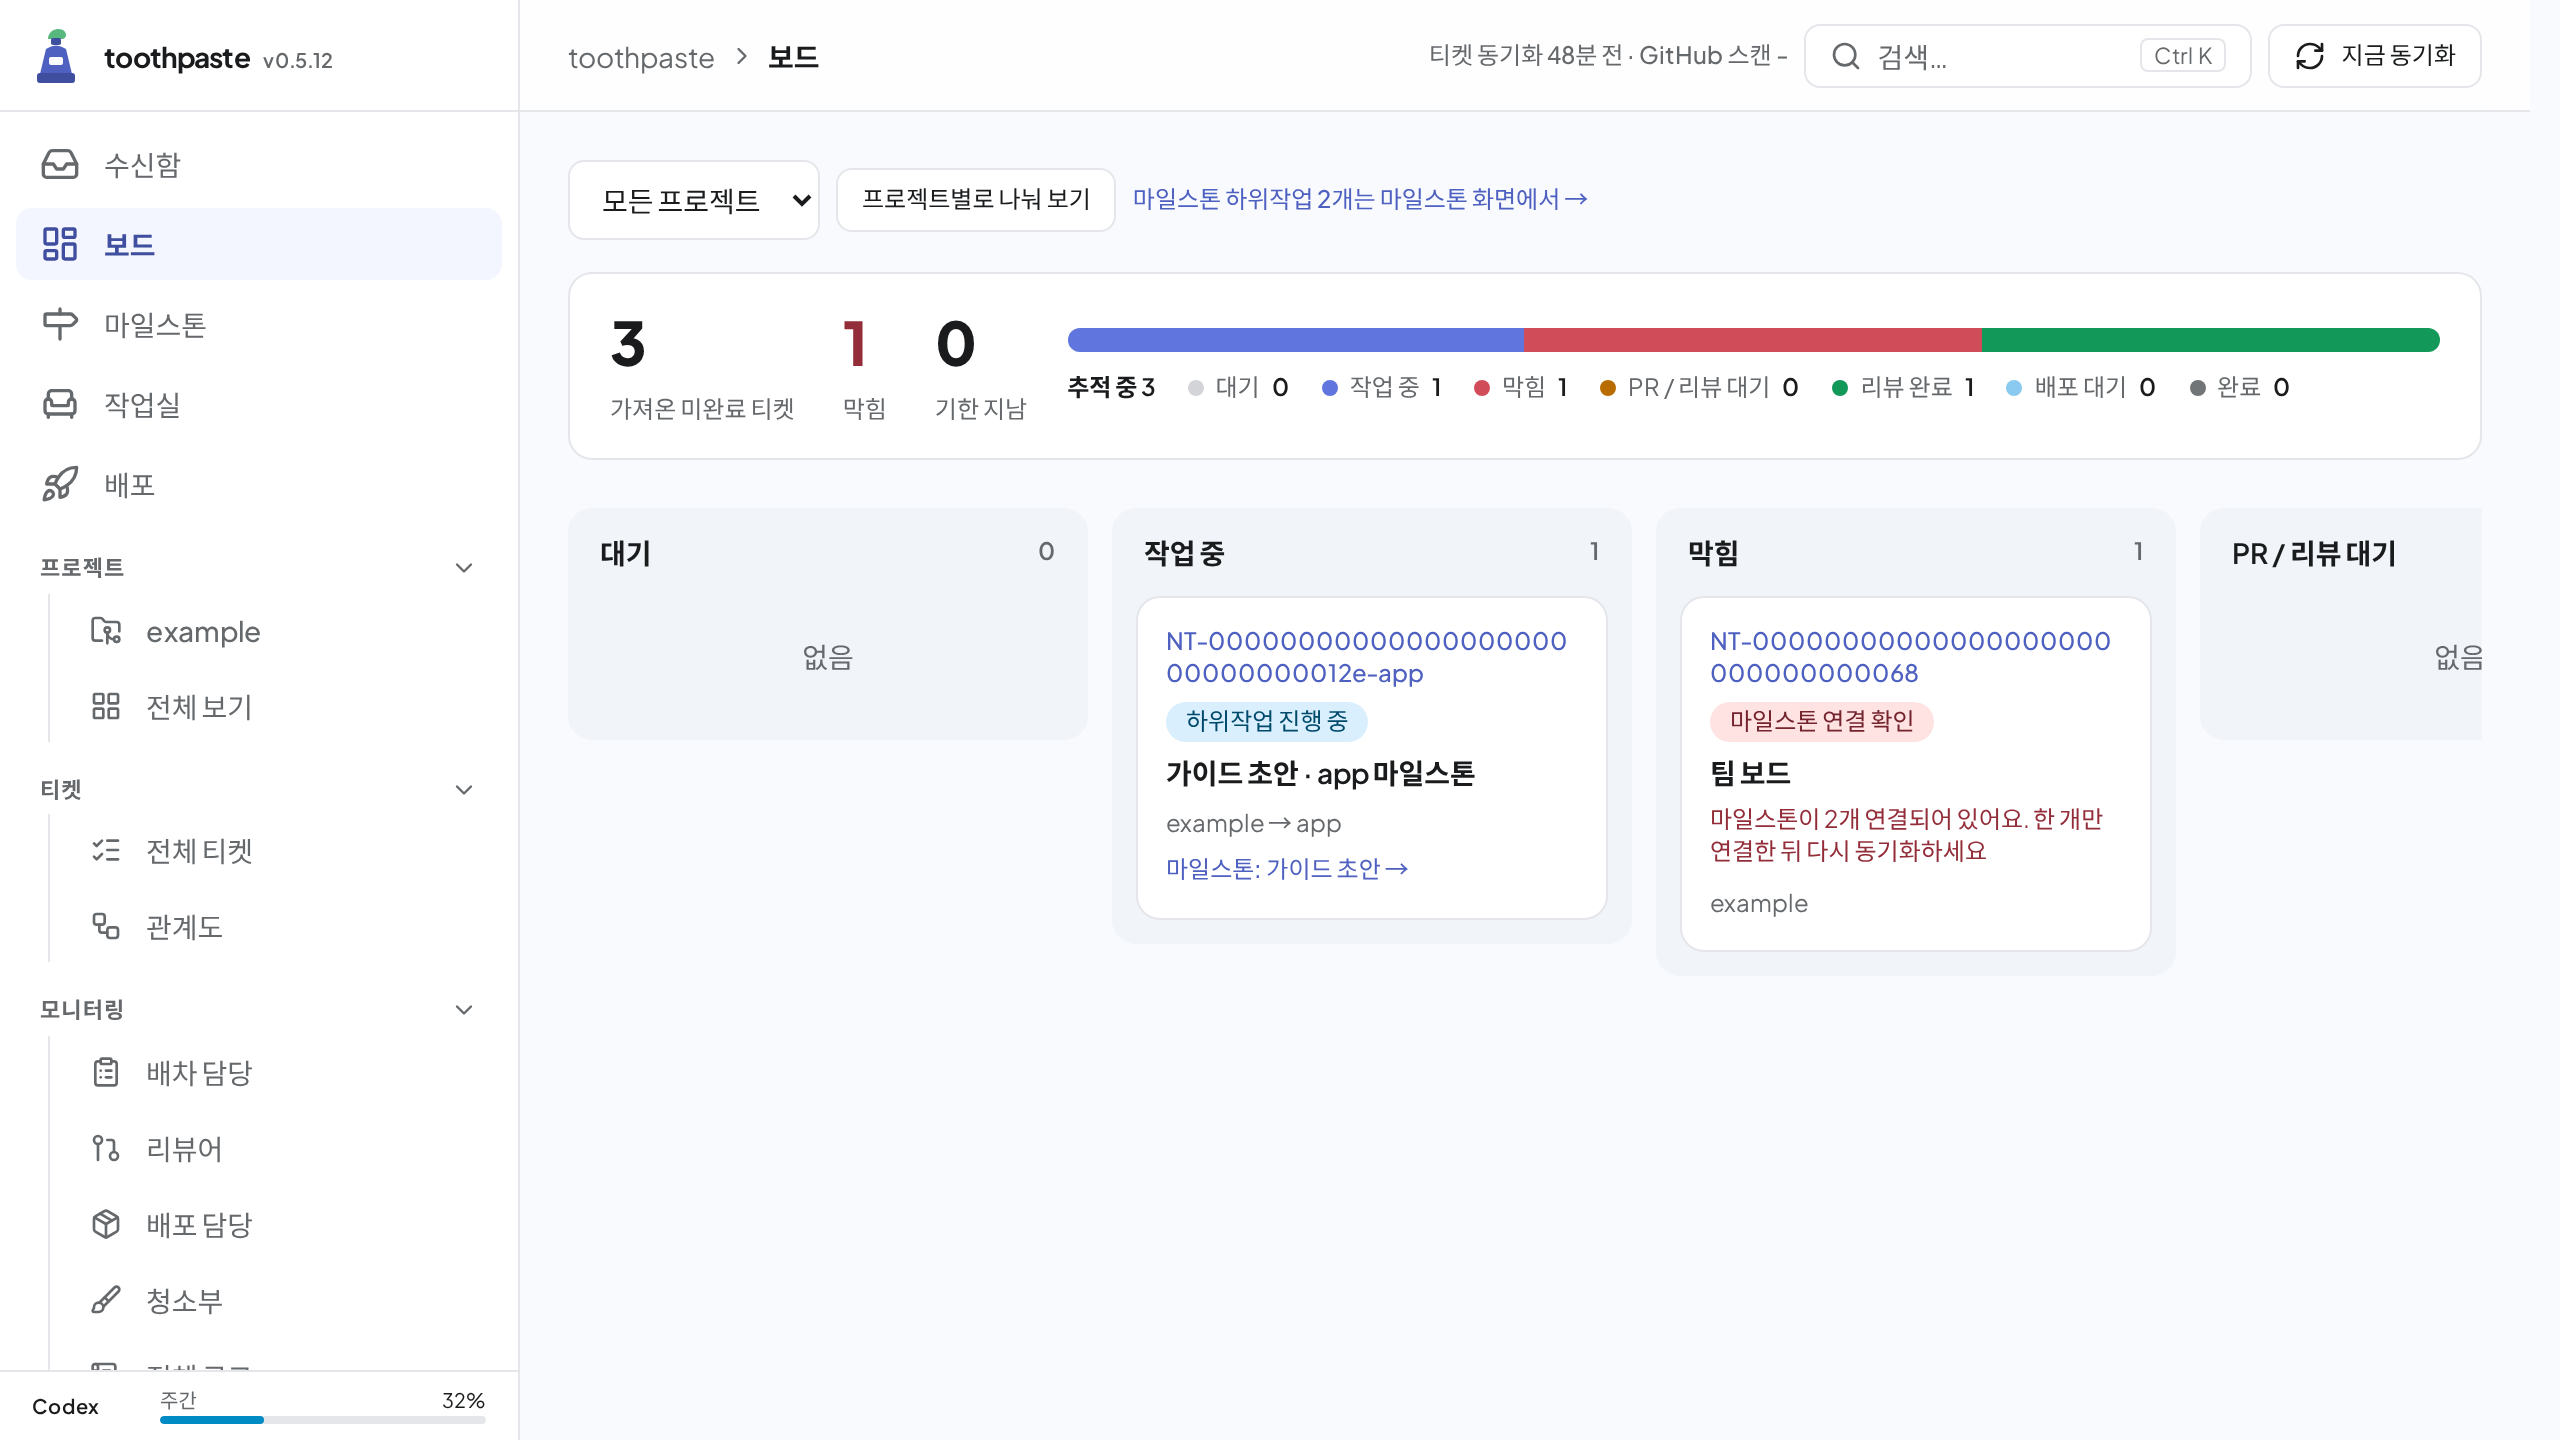 toothpaste v0.5.12
수신함
보드
마일스톤
작업실
배포
프로젝트
example
전체 보기
티켓
전체 티켓
관계도
모니터링
배차 담당
리뷰어
배포 담당
청소부
Codex
주간
32%
toothpaste > 보드
티켓 동기화 48분 전 · GitHub 스캔 -
검색...
Ctrl K
지금 동기화
모든 프로젝트
프로젝트별로 나눠 보기
마일스톤 하위작업 2개는 마일스톤 화면에서 →
3
가져온 미완료 티켓
1
막힘
0
기한 지남
추적 중 3
대기 0
작업 중 1
막힘 1
PR / 리뷰 대기 0
리뷰 완료 1
배포 대기 0
완료 0
대기 0
없음
작업 중 1
NT-00000000000000000000
00000000012e-app
하위작업 진행 중
가이드 초안 · app 마일스톤
example → app
마일스톤: 가이드 초안 →
막힘 1
NT-00000000000000000000
000000000068
마일스톤 연결 확인
팀 보드
마일스톤이 2개 연결되어 있어요. 한 개만
연결한 뒤 다시 동기화하세요
example
PR / 리뷰 대기
없음